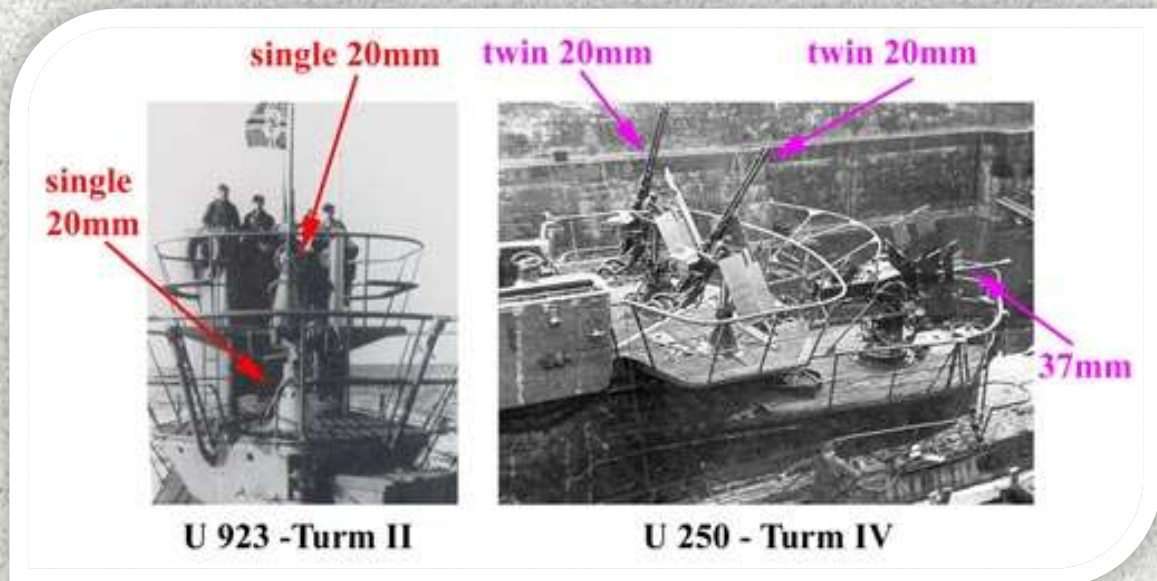 single 20mm
twin 20mm
twin 20mm
single
20mm
37mm
U 923 -Turm II
U 250 - Turm IV